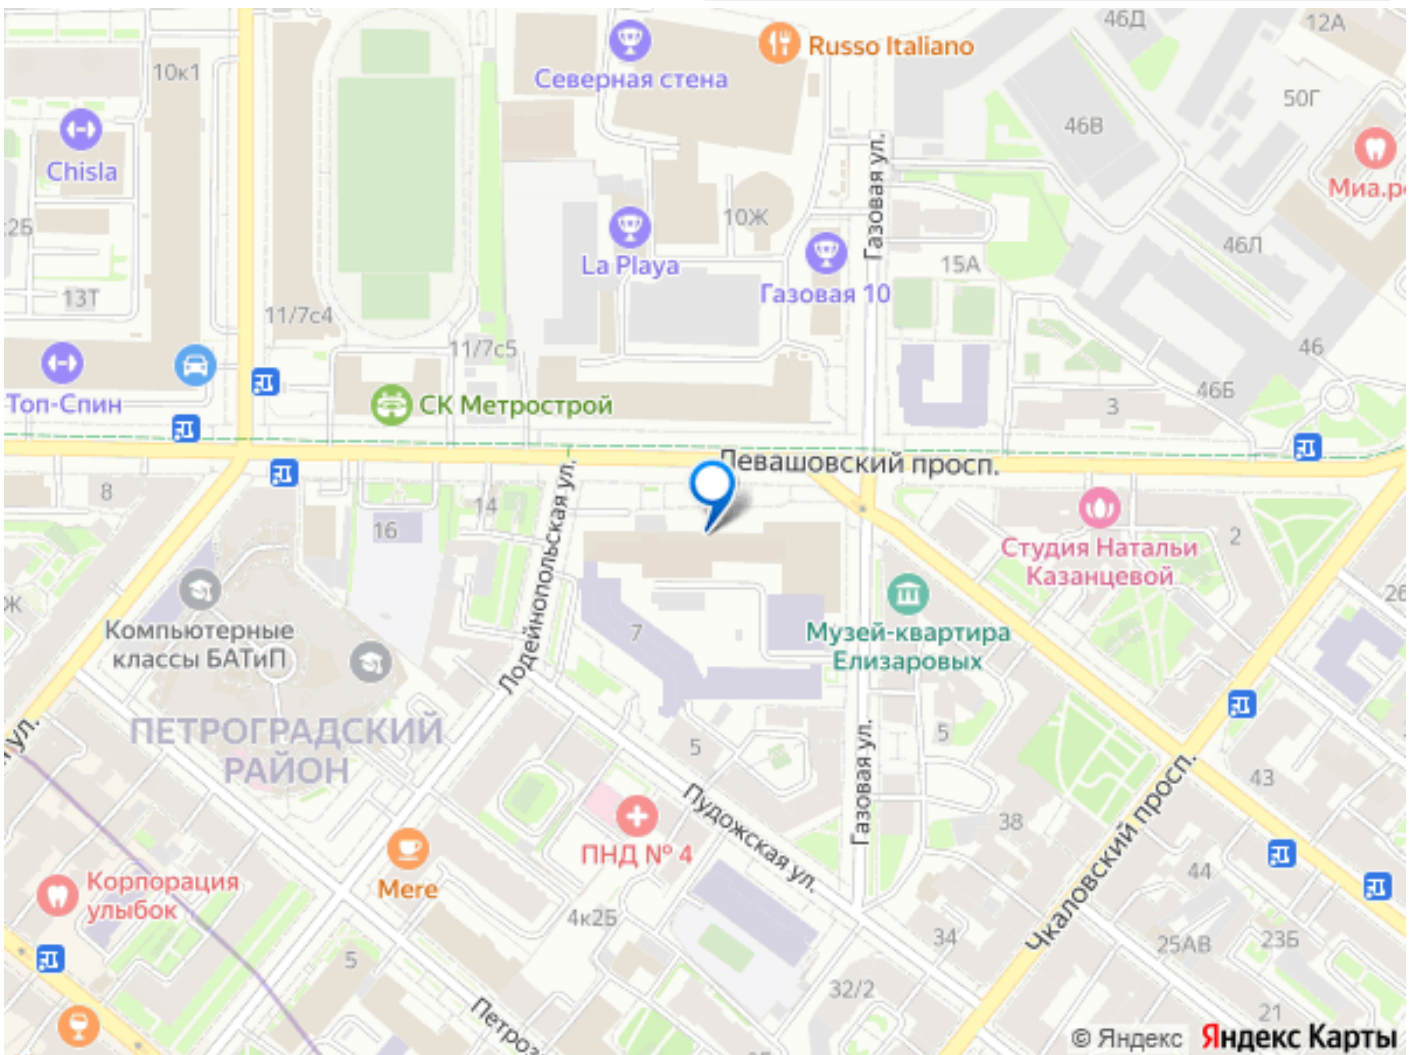 46Д
12А
Russo Italiano
10к1
Северная стена
50Г
46В
Газовая ул.
Chisla
Миа.р
2Б
10Ж
46Л
La Playa
15А
13Т
Газовая 10
11/7с4
11/7с5
46
46Б
Топ-Спин
СК Метрострой
3
Левашовский просп.
8
14
16
2
Студия Натальи
Казанцевой
Лодейнопольская ул.
Ж
26
Компьютерные
классы БАТиП
7
Музей-квартира
Елизаровых
ул.
ПЕТРОГРАДСКИЙ
РАЙОН
5
5
Газовая ул.
43
Пудожская ул.
38
Чкаловский просп.
ПНД № 4
Mere
44
Корпорация
улыбок
4к2Б
34
25АВ
23Б
5
32/2
21
Петроз
© Яндекс
Яндекс Карты